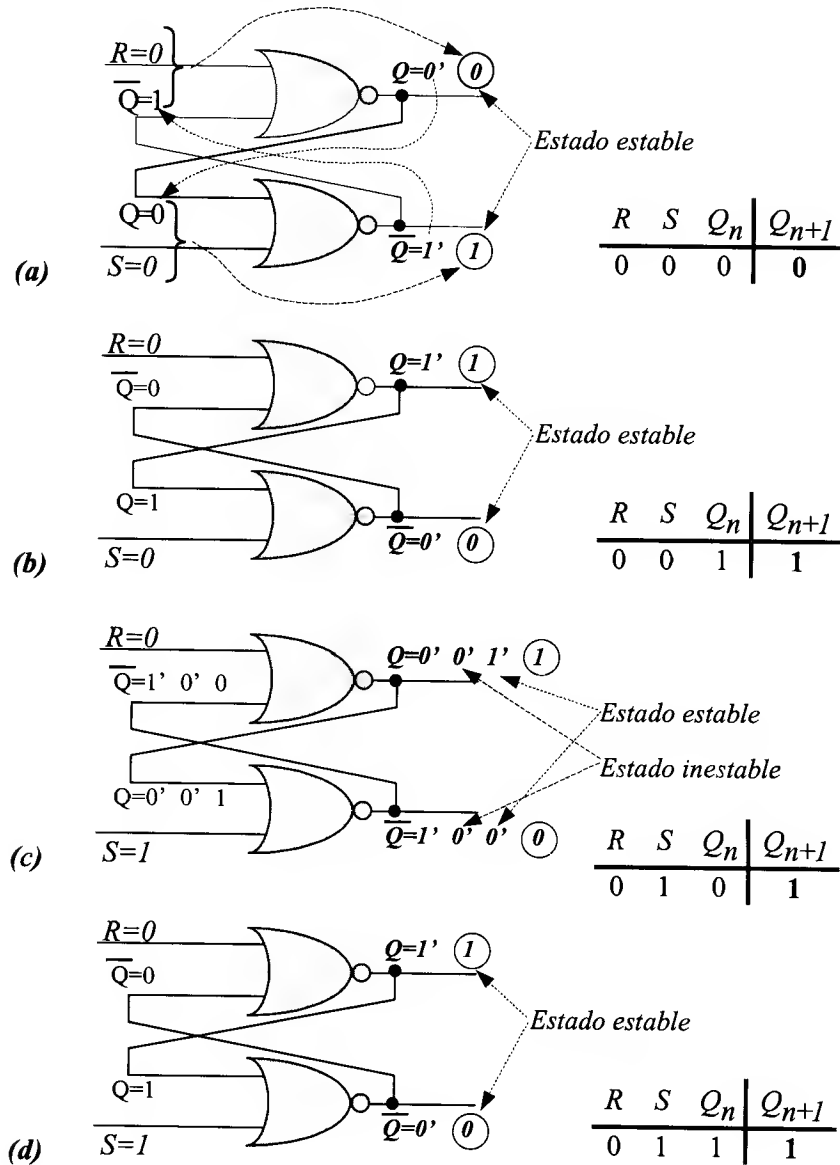 R=0
Q=0' 0
Q̅=1
Estado estable
Q=0
Q̅=1' 1
S=0
(a)
R S Qn Qn+1
0 0 0 0
R=0
Q=1' 1
Q̅=0
Estado estable
Q=1
Q̅=0' 0
S=0
(b)
R S Qn Qn+1
0 0 1 1
R=0
Q=0' 0' 1' 1
Q̅=1' 0' 0
Estado estable
Estado inestable
Q=0' 0' 1
Q̅=1' 0' 0' 0
S=1
(c)
R S Qn Qn+1
0 1 0 1
R=0
Q=1' 1
Q̅=0
Estado estable
Q=1
Q̅=0' 0
S=1
(d)
R S Qn Qn+1
0 1 1 1